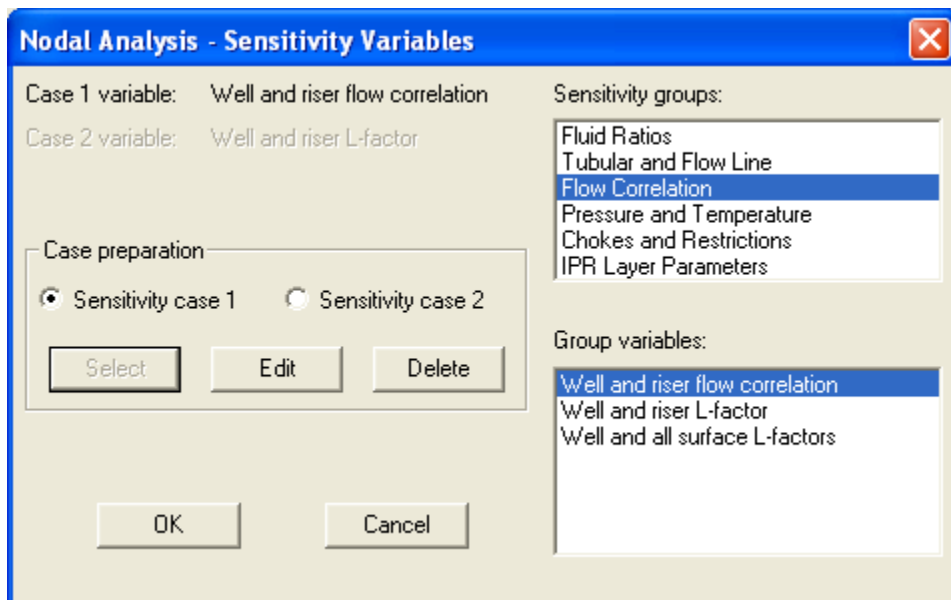 Nodal Analysis - Sensitivity Variables
Case 1 variable: Well and riser flow correlation
Case 2 variable: Well and riser L-factor
Case preparation
Sensitivity case 1 Sensitivity case 2
Select Edit Delete
OK Cancel
Sensitivity groups:
Fluid Ratios
Tubular and Flow Line
Flow Correlation
Pressure and Temperature
Chokes and Restrictions
IPR Layer Parameters
Group variables:
Well and riser flow correlation
Well and riser L-factor
Well and all surface L-factors